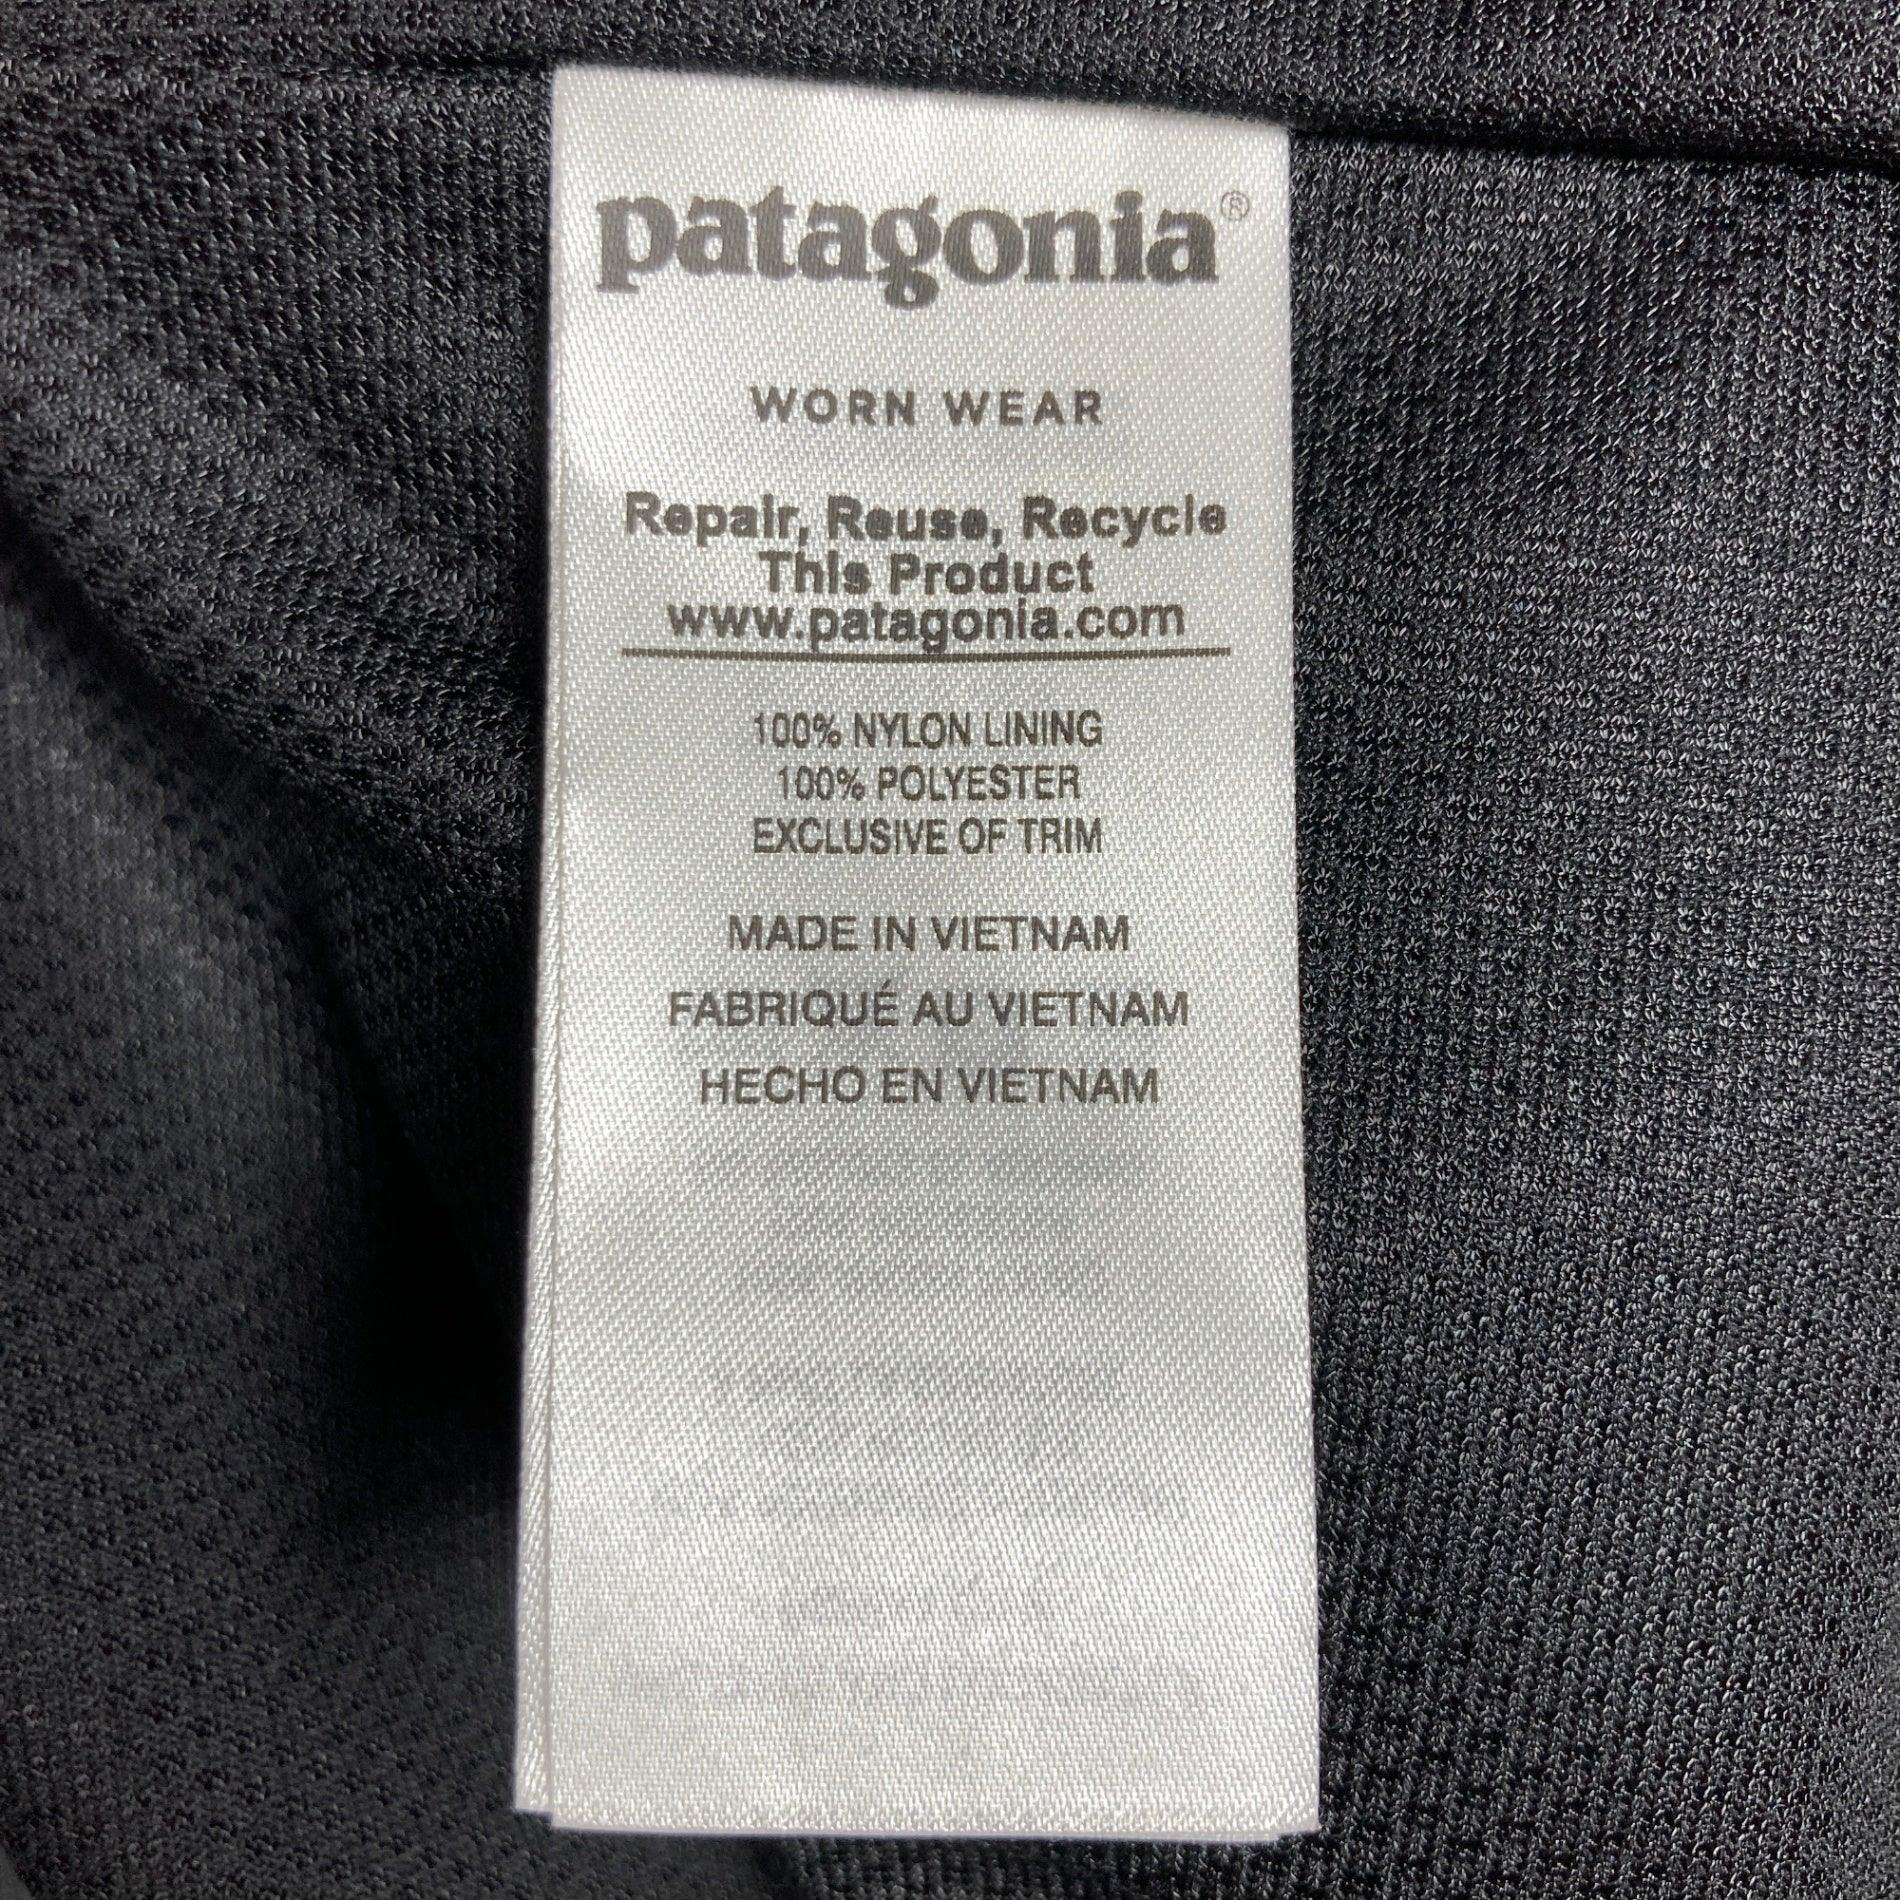 patagonia®
WORN WEAR
Repair, Reuse, Recycle
This Product
www.patagonia.com
100% NYLON LINING
100% POLYESTER
EXCLUSIVE OF TRIM
MADE IN VIETNAM
FABRIQUÉ AU VIETNAM
HECHO EN VIETNAM